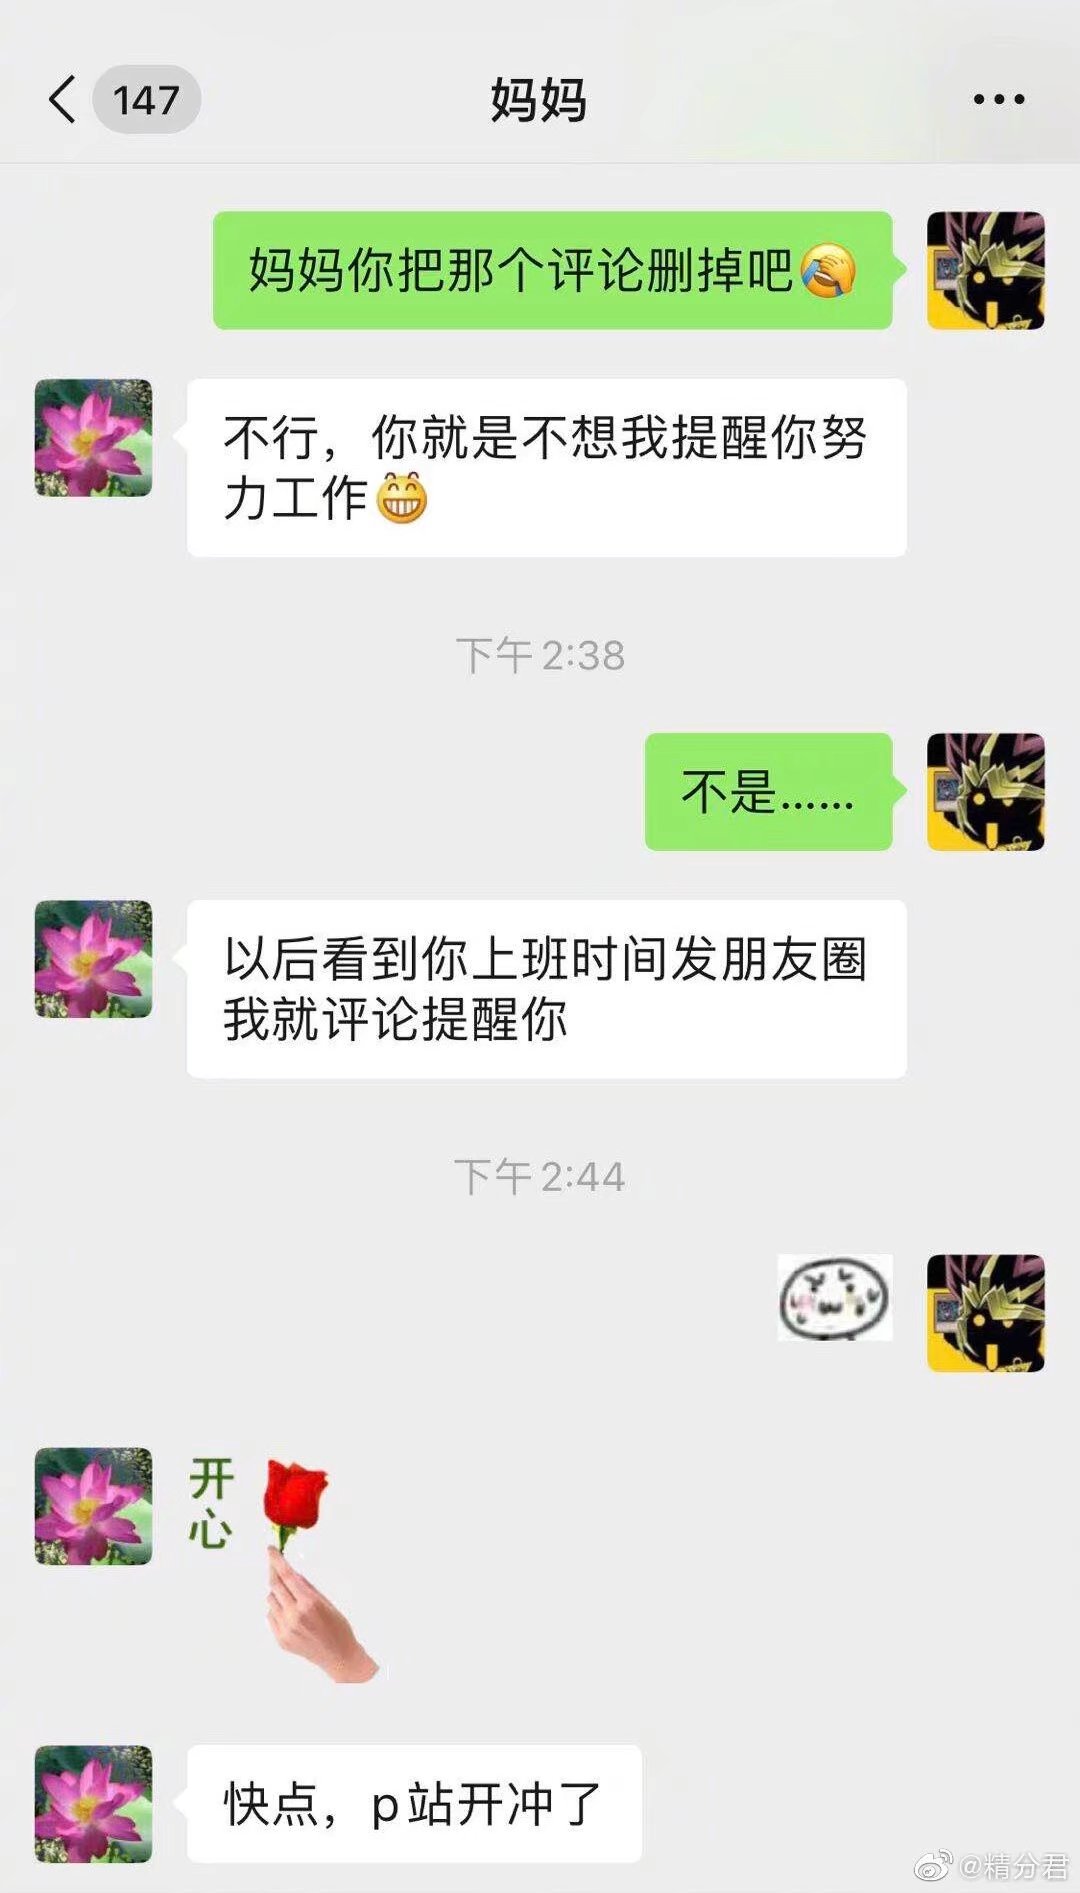 147
妈妈
妈妈你把那个评论删掉吧🤦
不行，你就是不想我提醒你努
力工作😁
下午 2:38
不是……
以后看到你上班时间发朋友圈
我就评论提醒你
下午 2:44
开
心
快点，p站开冲了
@精分君